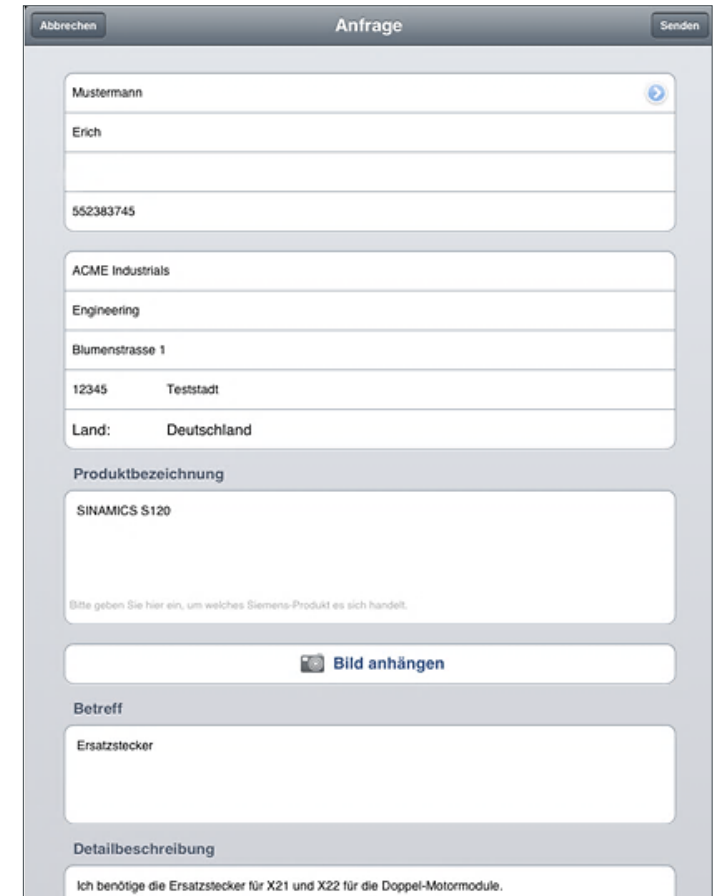 Abbrechen Anfrage Senden
Mustermann
Erich
552383745
ACME Industrials
Engineering
Blumenstrasse 1
12345 Teststadt
Land: Deutschland
Produktbezeichnung
SINAMICS S120
Bitte geben Sie hier ein, um welches Siemens-Produkt es sich handelt.
Bild anhängen
Betreff
Ersatzstecker
Detailbeschreibung
Ich benötige die Ersatzstecker für X21 und X22 für die Doppel-Motormodule.